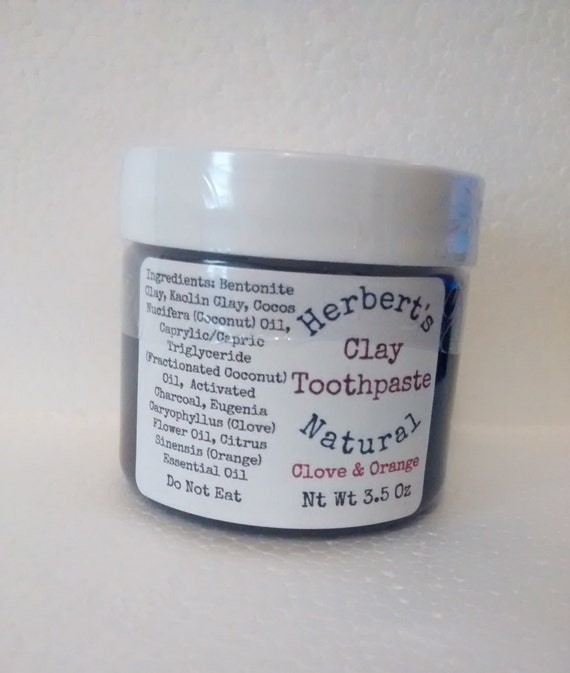 Ingredients: Bentonite
Clay, Kaolin Clay, Cocos
Nucifera (Coconut) Oil,
Caprylic/Capric
Triglyceride
(Fractionated Coconut)
Oil, Activated
Charcoal, Eugenia
Caryophyllus (Clove)
Flower Oil, Citrus
Sinensis (Orange)
Essential Oil
Do Not Eat
Herbert's
Clay
Toothpaste
Natural
Clove & Orange
Nt Wt 3.5 Oz